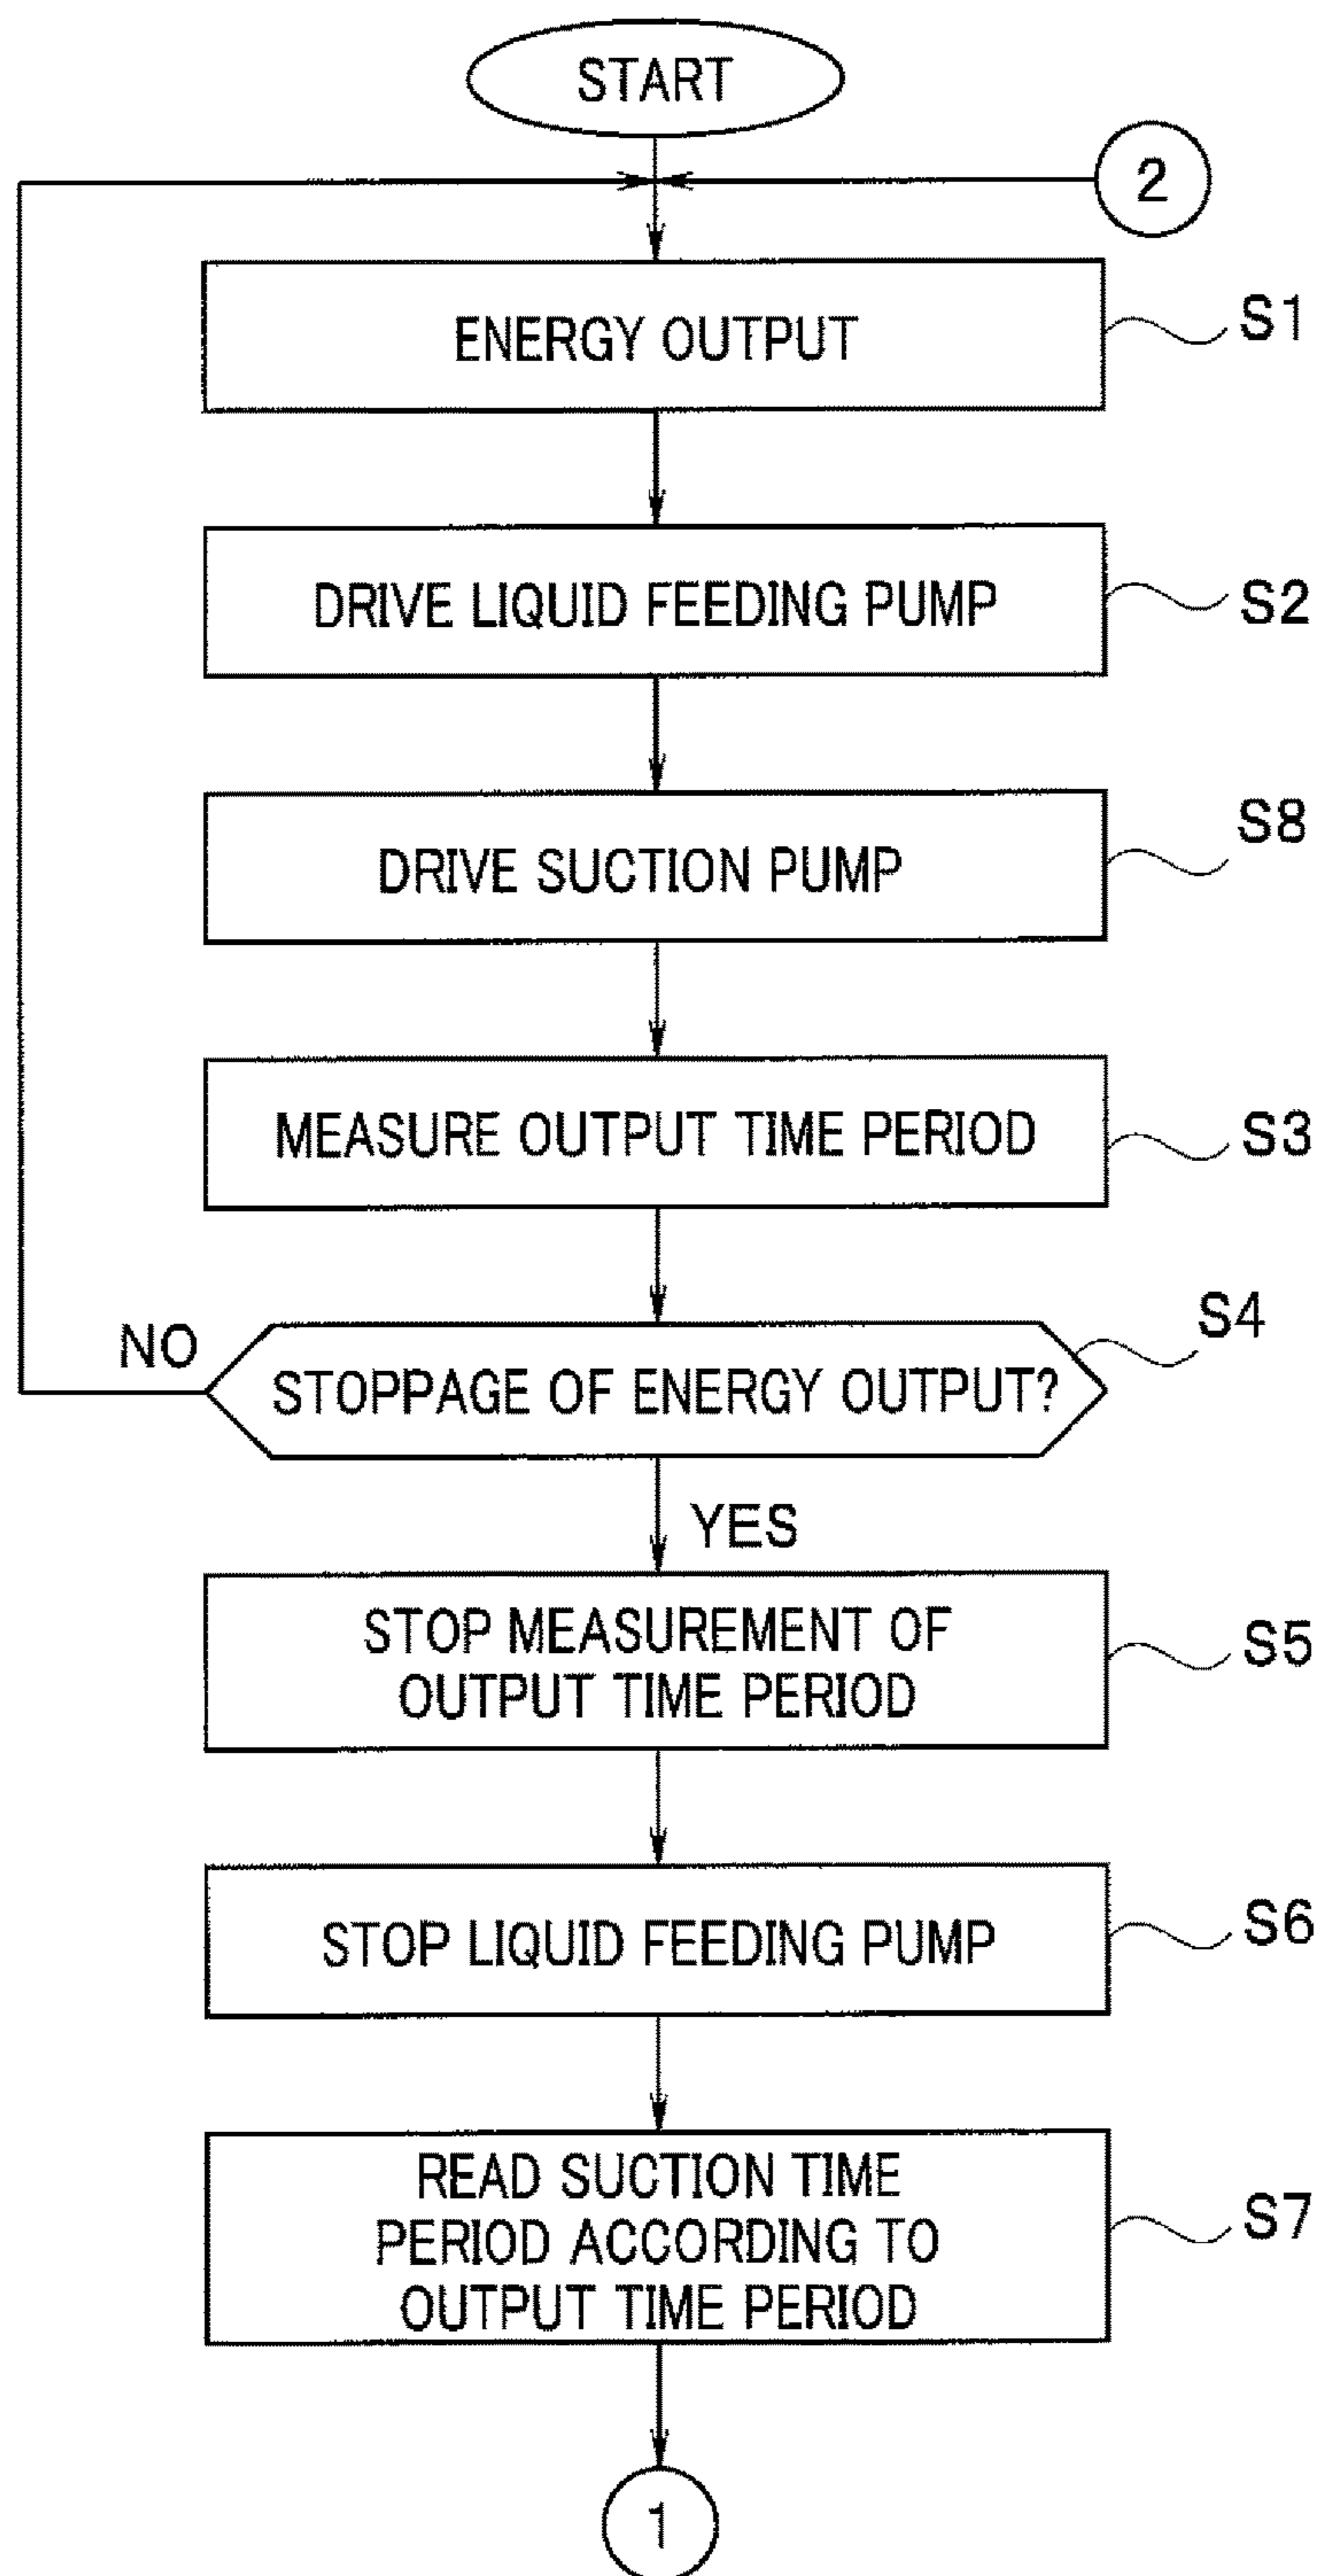 START
2
ENERGY OUTPUT
S1
DRIVE LIQUID FEEDING PUMP
S2
DRIVE SUCTION PUMP
S8
MEASURE OUTPUT TIME PERIOD
S3
STOPPAGE OF ENERGY OUTPUT?
S4
NO
YES
STOP MEASUREMENT OF
OUTPUT TIME PERIOD
S5
STOP LIQUID FEEDING PUMP
S6
READ SUCTION TIME
PERIOD ACCORDING TO
OUTPUT TIME PERIOD
S7
1